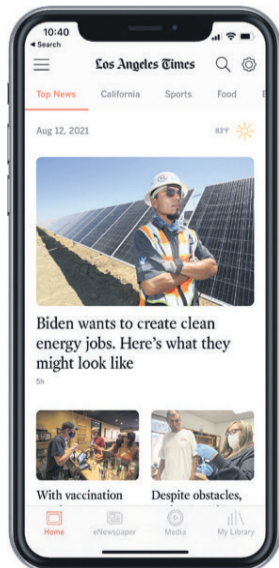 10:40
Search
Los Angeles Times
Top News California Sports Food
Aug 12, 2021 83°F
Biden wants to create clean
energy jobs. Here's what they
might look like
5h
With vaccination Despite obstacles,
Home eNewspaper Media My Library